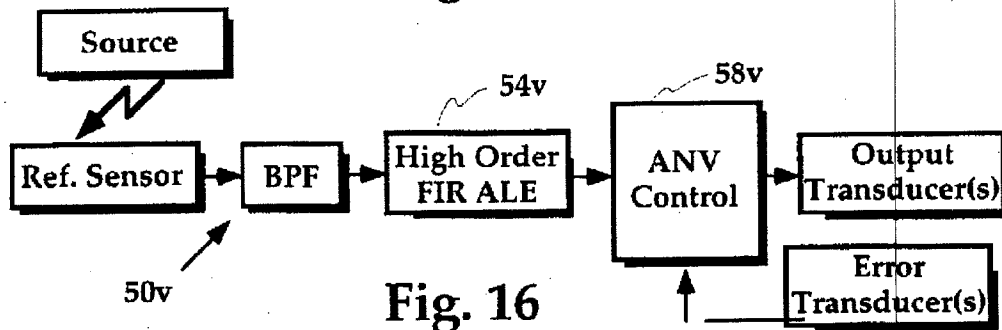 Source
54v
58v
Ref. Sensor
BPF
High Order
FIR ALE
ANV
Control
Output
Transducer(s)
50v
Fig. 16
Error
Transducer(s)